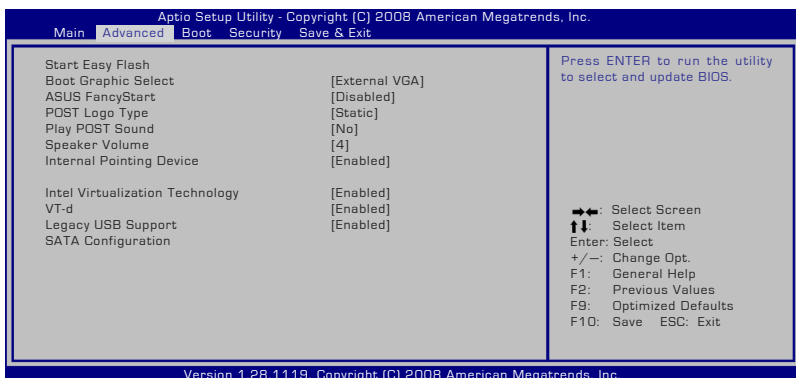 Aptio Setup Utility - Copyright (C) 2008 American Megatrends, Inc.
Main Advanced Boot Security Save & Exit
Start Easy Flash
Boot Graphic Select [External VGA]
ASUS FancyStart [Disabled]
POST Logo Type [Static]
Play POST Sound [No]
Speaker Volume [4]
Internal Pointing Device [Enabled]
Intel Virtualization Technology [Enabled]
VT-d [Enabled]
Legacy USB Support [Enabled]
SATA Configuration
Press ENTER to run the utility
to select and update BIOS.
→←: Select Screen
↑↓: Select Item
Enter: Select
+/—: Change Opt.
F1: General Help
F2: Previous Values
F9: Optimized Defaults
F10: Save ESC: Exit
Version 1.28.1119. Copyright (C) 2008 American Megatrends, Inc.